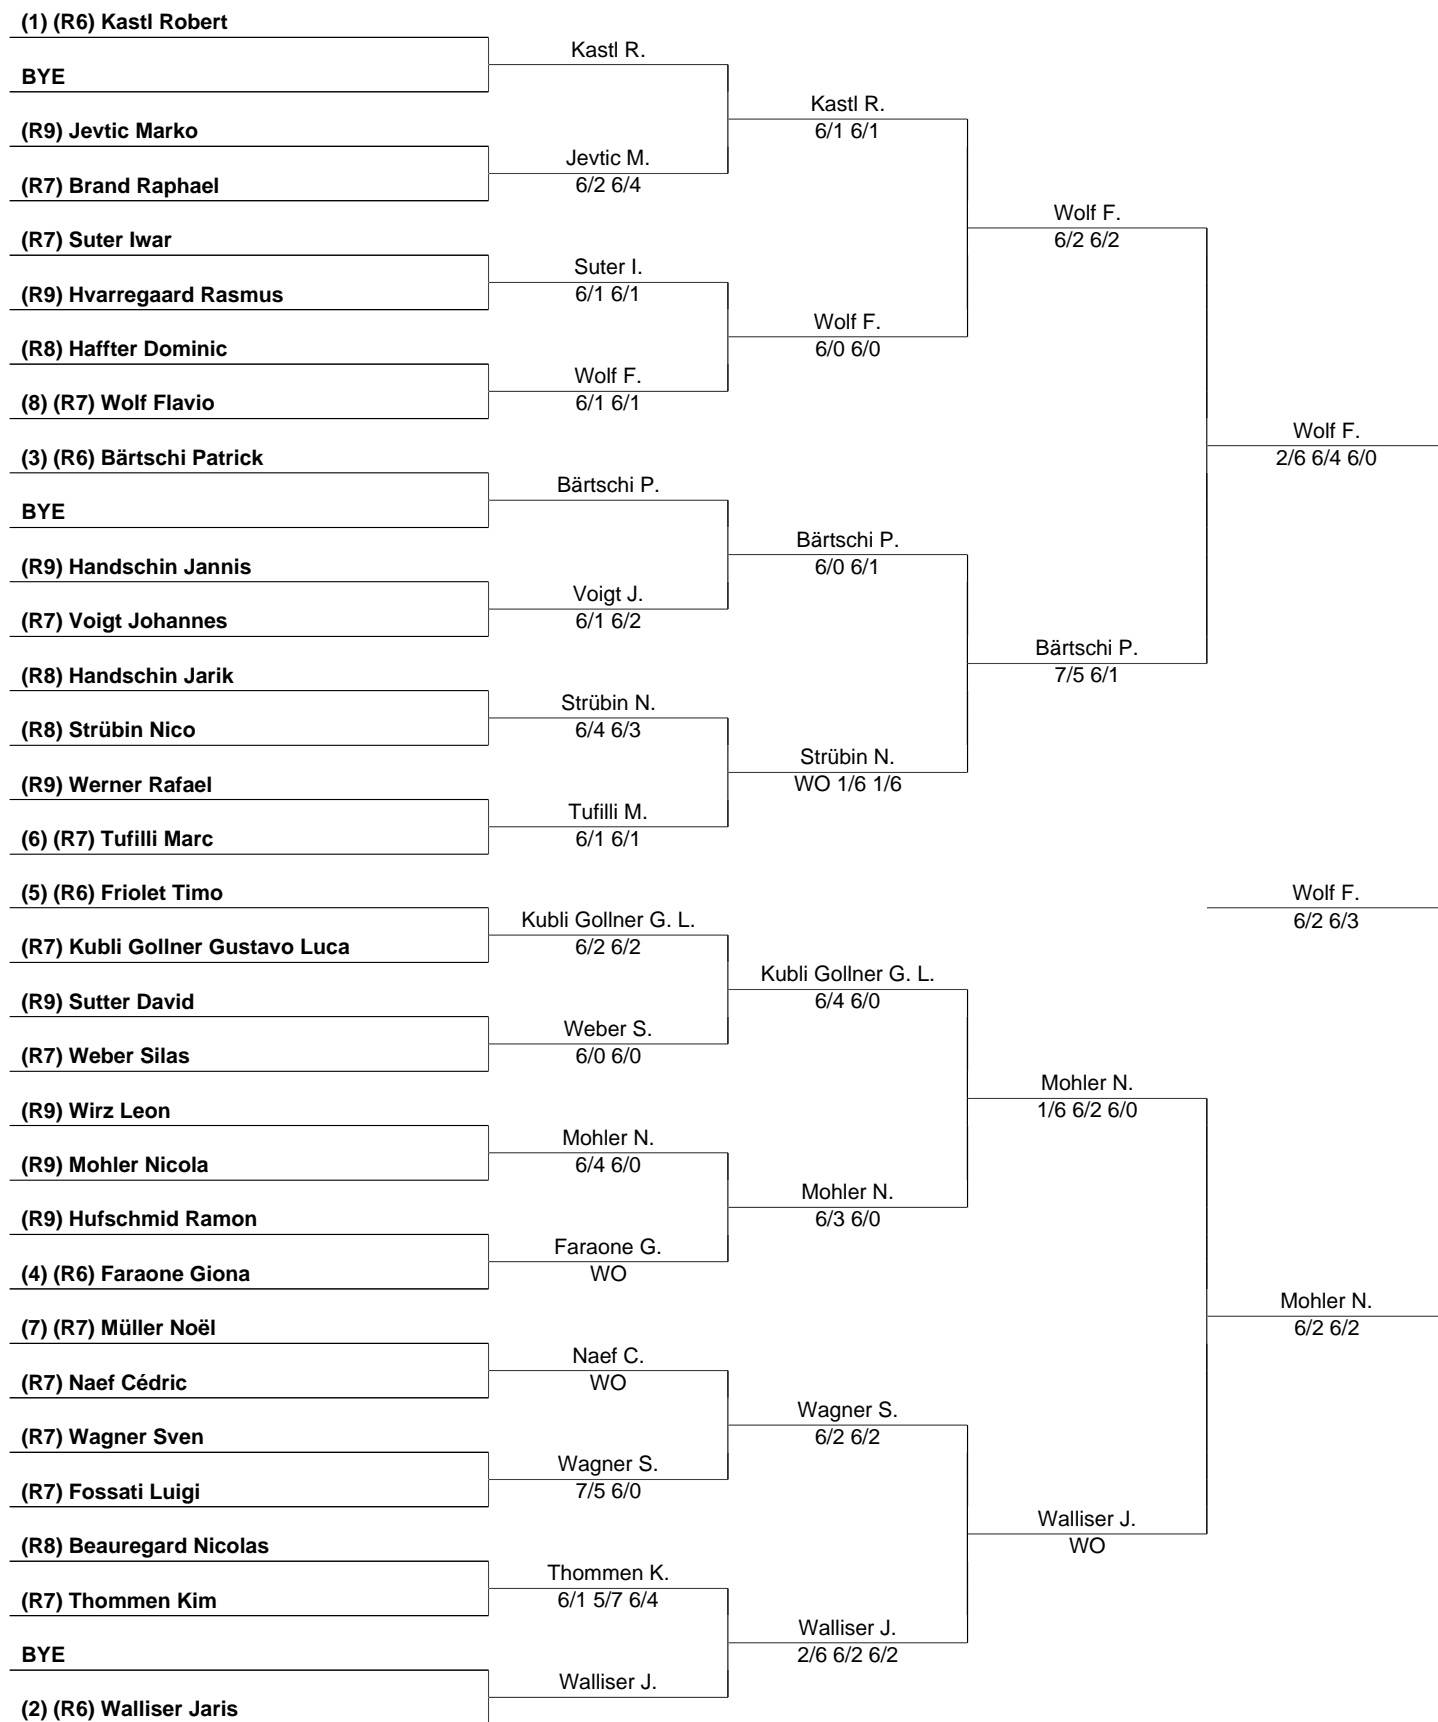 (1) (R6) Kastl Robert
Kastl R.
BYE
Kastl R.
6/1 6/1
(R9) Jevtic Marko
Jevtic M.
6/2 6/4
(R7) Brand Raphael
Wolf F.
6/2 6/2
(R7) Suter Iwar
Suter I.
6/1 6/1
(R9) Hvarregaard Rasmus
Wolf F.
6/0 6/0
(R8) Haffter Dominic
Wolf F.
6/1 6/1
(8) (R7) Wolf Flavio
Wolf F.
2/6 6/4 6/0
(3) (R6) Bärtschi Patrick
Bärtschi P.
BYE
Bärtschi P.
6/0 6/1
(R9) Handschin Jannis
Voigt J.
6/1 6/2
(R7) Voigt Johannes
Bärtschi P.
7/5 6/1
(R8) Handschin Jarik
Strübin N.
6/4 6/3
(R8) Strübin Nico
Strübin N.
WO 1/6 1/6
(R9) Werner Rafael
Tufilli M.
6/1 6/1
(6) (R7) Tufilli Marc
(5) (R6) Friolet Timo
Wolf F.
6/2 6/3
Kubli Gollner G. L.
6/2 6/2
(R7) Kubli Gollner Gustavo Luca
Kubli Gollner G. L.
6/4 6/0
(R9) Sutter David
Weber S.
6/0 6/0
(R7) Weber Silas
Mohler N.
1/6 6/2 6/0
(R9) Wirz Leon
Mohler N.
6/4 6/0
(R9) Mohler Nicola
Mohler N.
6/3 6/0
(R9) Hufschmid Ramon
Faraone G.
WO
(4) (R6) Faraone Giona
Mohler N.
6/2 6/2
(7) (R7) Müller Noël
Naef C.
WO
(R7) Naef Cédric
Wagner S.
6/2 6/2
(R7) Wagner Sven
Wagner S.
7/5 6/0
(R7) Fossati Luigi
Walliser J.
WO
(R8) Beauregard Nicolas
Thommen K.
6/1 5/7 6/4
(R7) Thommen Kim
Walliser J.
2/6 6/2 6/2
BYE
Walliser J.
(2) (R6) Walliser Jaris